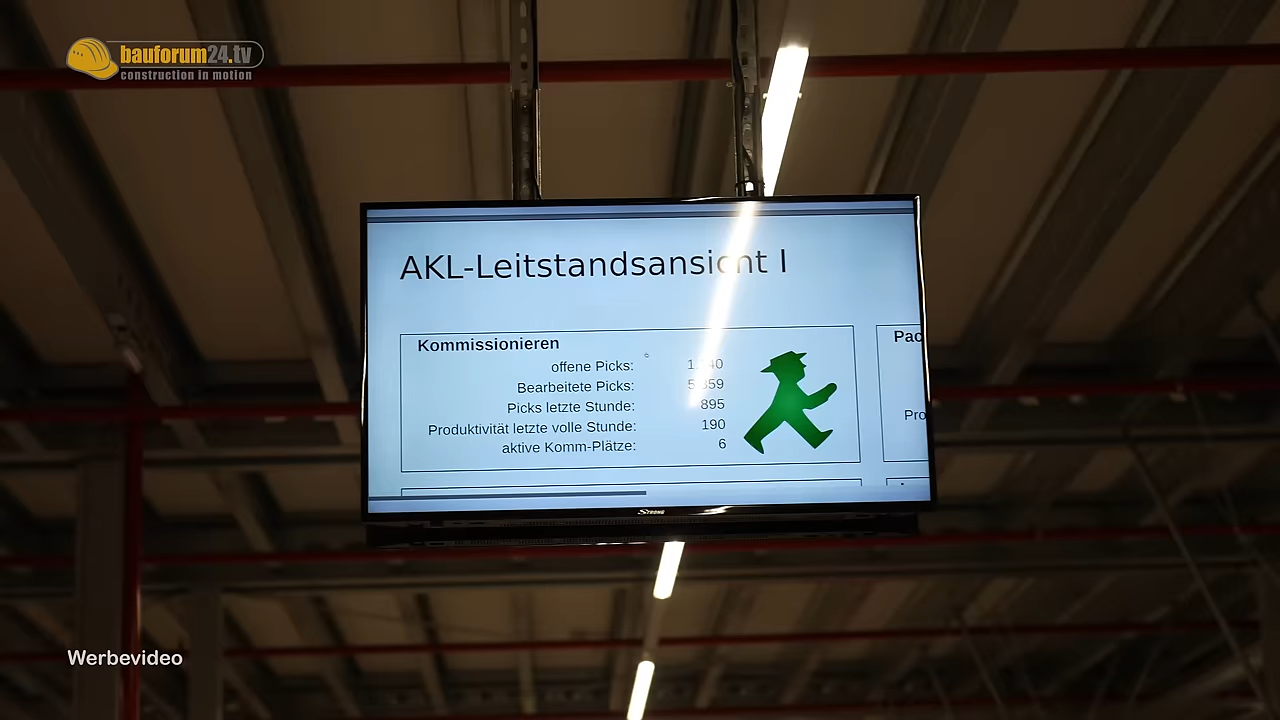 bauforum24.tv
construction in motion
AKL-Leitstandsansicht I
Kommissionieren
offene Picks:
Bearbeitete Picks:
Picks letzte Stunde: 895
Produktivität letzte volle Stunde: 190
aktive Komm-Plätze: 6
STRONG
Werbevideo